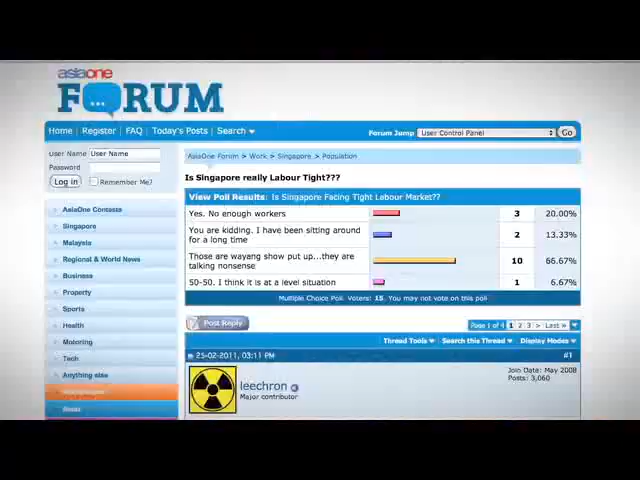 asiaone
FORUM
Home | Register | FAQ | Today's Posts | Search
Forum Jump User Control Panel Go
User Name User Name
Password
Log in Remember Me?
AsiaOne Forum > Work > Singapore > Population
Is Singapore really Labour Tight???
View Poll Results: Is Singapore Facing Tight Labour Market??
Yes. No enough workers 3 20.00%
You are kidding. I have been sitting around
for a long time 2 13.33%
Those are wayang show put up...they are
talking nonsense 10 66.67%
50-50. I think it is at a level situation 1 6.67%
Multiple Choice Poll. Voters: 15. You may not vote on this poll
AsiaOne Contests
Singapore
Malaysia
Regional & World News
Business
Property
Sports
Health
Motoring
Tech
Anything else
Post Reply
Page 1 of 4 1 2 3 > Last »
Thread Tools Search this Thread Display Modes
25-02-2011, 03:11 PM #1
leechron
Major contributor
Join Date: May 2008
Posts: 3,060